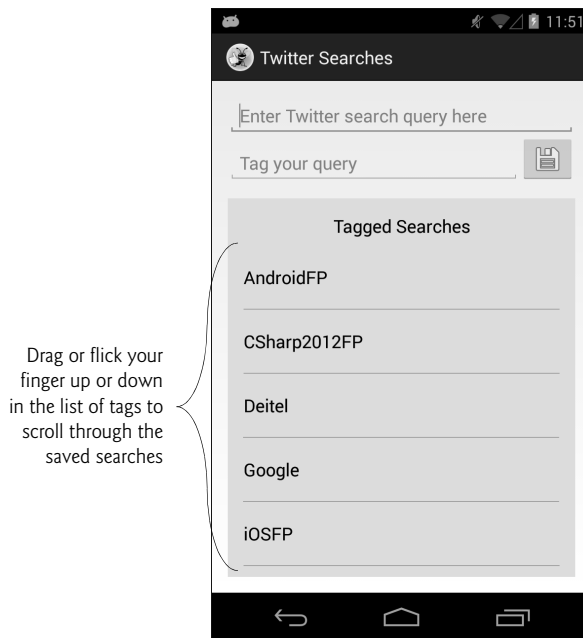 11:51
Twitter Searches
Enter Twitter search query here
Tag your query
Tagged Searches
AndroidFP
CSharp2012FP
Deitel
Google
iOSFP
Drag or flick your
finger up or down
in the list of tags to
scroll through the
saved searches